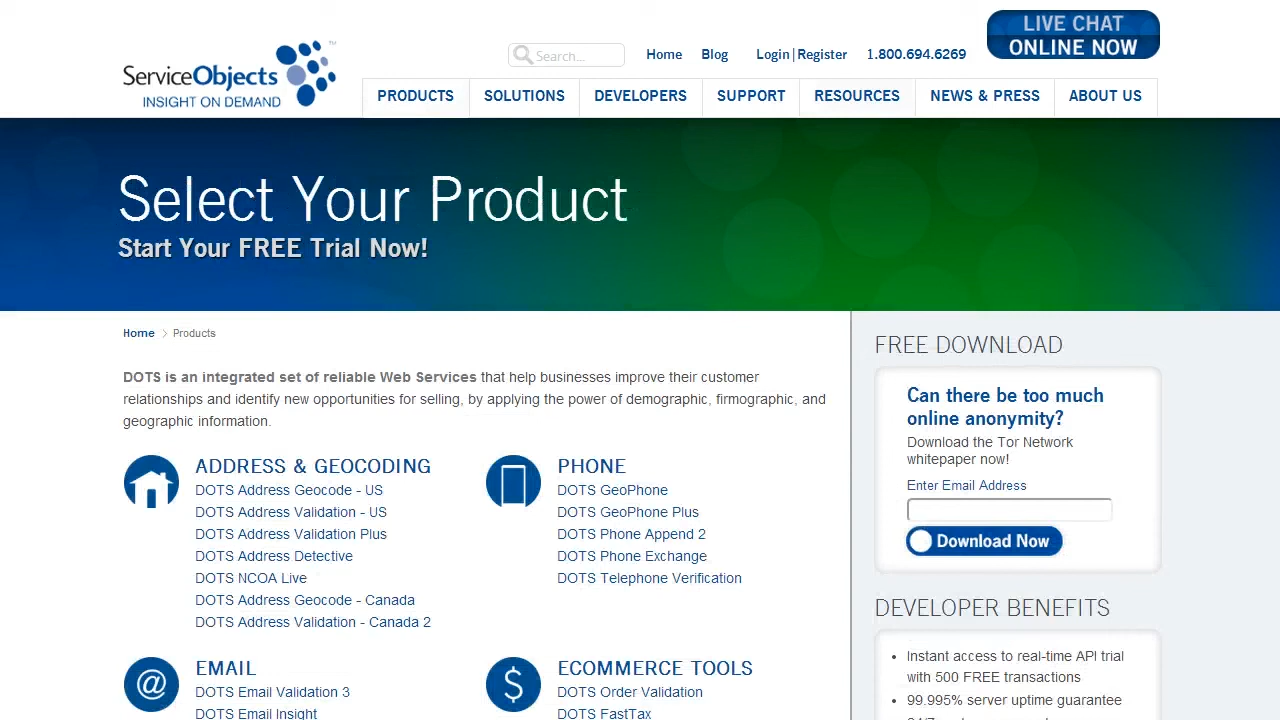 LIVE CHAT
ONLINE NOW
Search...
Home
Blog
Login | Register
1.800.694.6269
ServiceObjects™
INSIGHT ON DEMAND
PRODUCTS
SOLUTIONS
DEVELOPERS
SUPPORT
RESOURCES
NEWS & PRESS
ABOUT US
Select Your Product
Start Your FREE Trial Now!
Home > Products
DOTS is an integrated set of reliable Web Services that help businesses improve their customer
relationships and identify new opportunities for selling, by applying the power of demographic, firmographic, and
geographic information.
ADDRESS & GEOCODING
DOTS Address Geocode - US
DOTS Address Validation - US
DOTS Address Validation Plus
DOTS Address Detective
DOTS NCOA Live
DOTS Address Geocode - Canada
DOTS Address Validation - Canada 2
PHONE
DOTS GeoPhone
DOTS GeoPhone Plus
DOTS Phone Append 2
DOTS Phone Exchange
DOTS Telephone Verification
@ EMAIL
DOTS Email Validation 3
DOTS Email Insight
$ ECOMMERCE TOOLS
DOTS Order Validation
DOTS FastTax
FREE DOWNLOAD
Can there be too much
online anonymity?
Download the Tor Network
whitepaper now!
Enter Email Address
Download Now
DEVELOPER BENEFITS
• Instant access to real-time API trial
with 500 FREE transactions
• 99.995% server uptime guarantee